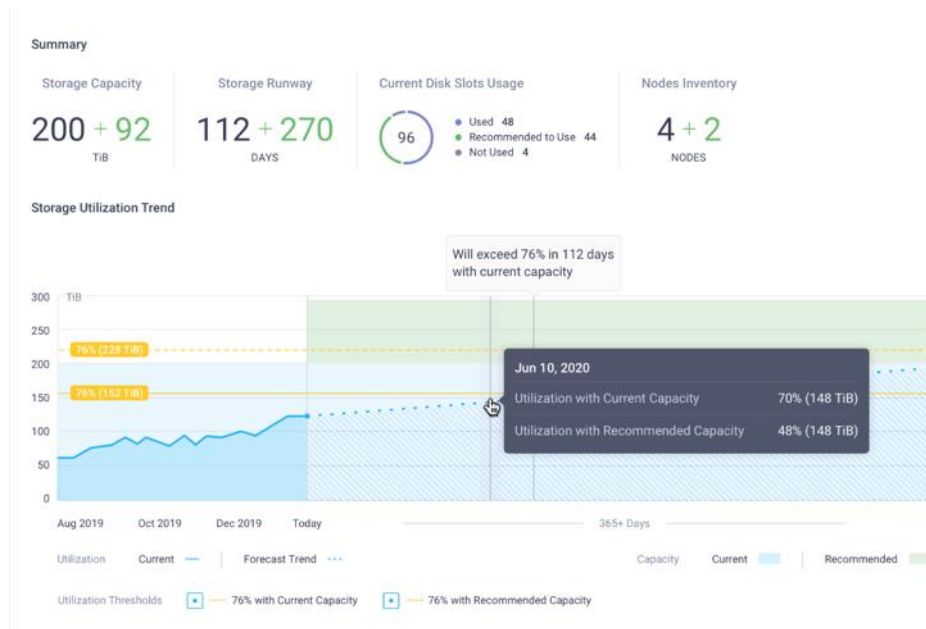 Summary
Storage Capacity
Storage Runway
Current Disk Slots Usage
Nodes Inventory
200 + 92
TiB
112 + 270
DAYS
96
Used 48
Recommended to Use 44
Not Used 4
4 + 2
NODES
Storage Utilization Trend
Will exceed 76% in 112 days
with current capacity
300 TiB
250
76% (228 TiB)
200
76% (152 TiB)
150
100
50
0
Jun 10, 2020
Utilization with Current Capacity 70% (148 TiB)
Utilization with Recommended Capacity 48% (148 TiB)
Aug 2019 Oct 2019 Dec 2019 Today 365+ Days
Utilization Current Forecast Trend Capacity Current Recommended
Utilization Thresholds 76% with Current Capacity 76% with Recommended Capacity